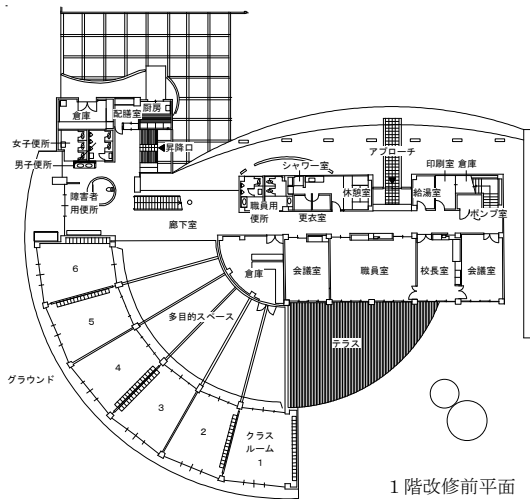 厨房
倉庫
配膳室
女子便所
男子便所
昇降口
アプローチ
シャワー室
印刷室 倉庫
障害者
用便所
職員用
便所
休憩室
給湯室
更衣室
ポンプ室
廊下室
倉庫
会議室
職員室
校長室
会議室
6
5
4
3
2
クラス
ルーム
1
多目的スペース
テラス
グラウンド
1階改修前平面